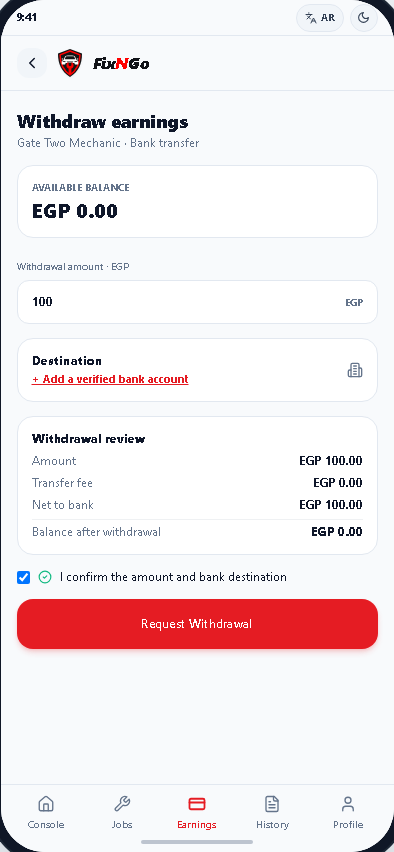 9:41
AR
FixNGo
Withdraw earnings
Gate Two Mechanic · Bank transfer
AVAILABLE BALANCE
EGP 0.00
Withdrawal amount · EGP
100 EGP
Destination
+ Add a verified bank account
Withdrawal review
Amount EGP 100.00
Transfer fee EGP 0.00
Net to bank EGP 100.00
Balance after withdrawal EGP 0.00
I confirm the amount and bank destination
Request Withdrawal
Console Jobs Earnings History Profile